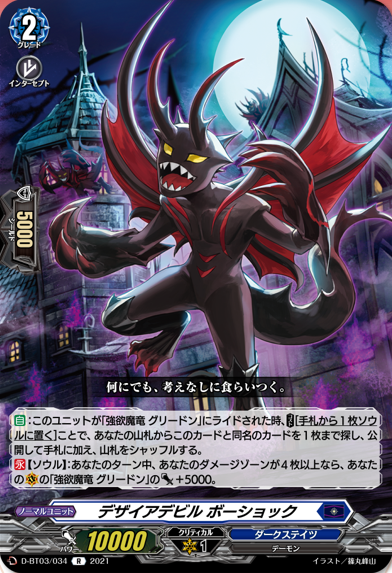 2
グレード
インターセプト
5000
シールド
何にでも、考えなしに食らいつく。
自:このユニットが「強欲魔竜 グリードン」にライドされた時、[手札から1枚ソウルに置く]ことで、あなたの山札からこのカードと同名のカードを1枚まで探し、公開して手札に加え、山札をシャッフルする。
永【ソウル】:あなたのターン中、あなたのダメージゾーンが4枚以上なら、あなたの の「強欲魔竜 グリードン」の +5000。
ノーマルユニット
デザイアデビル ボーショック
パワー
10000
クリティカル
1
ダークステイツ
デーモン
D-BT03/034 R 2021
イラスト/篠丸峰山